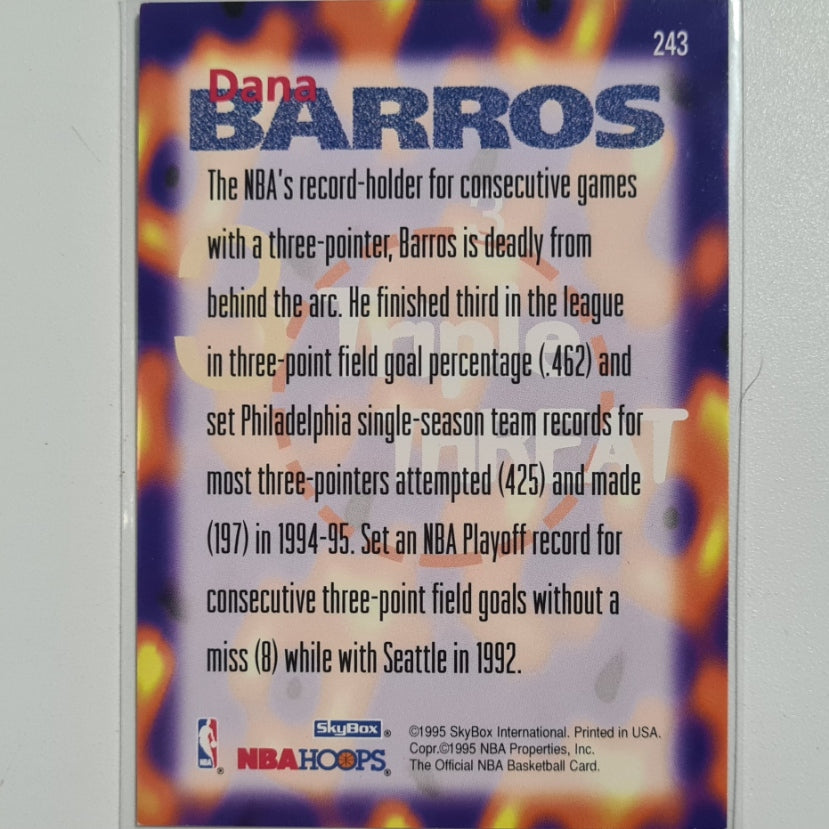 243
Dana
BARROS
The NBA's record-holder for consecutive games
with a three-pointer, Barros is deadly from
behind the arc. He finished third in the league
in three-point field goal percentage (.462) and
set Philadelphia single-season team records for
most three-pointers attempted (425) and made
(197) in 1994-95. Set an NBA Playoff record for
consecutive three-point field goals without a
miss (8) while with Seattle in 1992.
3
3
Triple
THREAT
NBA ®
SkyBox ®
NBA HOOPS ®
©1995 SkyBox International. Printed in USA.
Copr.©1995 NBA Properties, Inc.
The Official NBA Basketball Card.